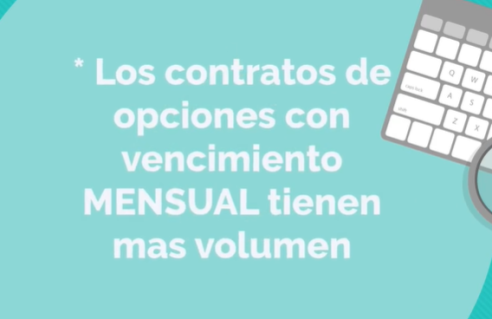 * Los contratos de
opciones con
vencimiento
MENSUAL tienen
mas volumen
Q W
A S
Z X